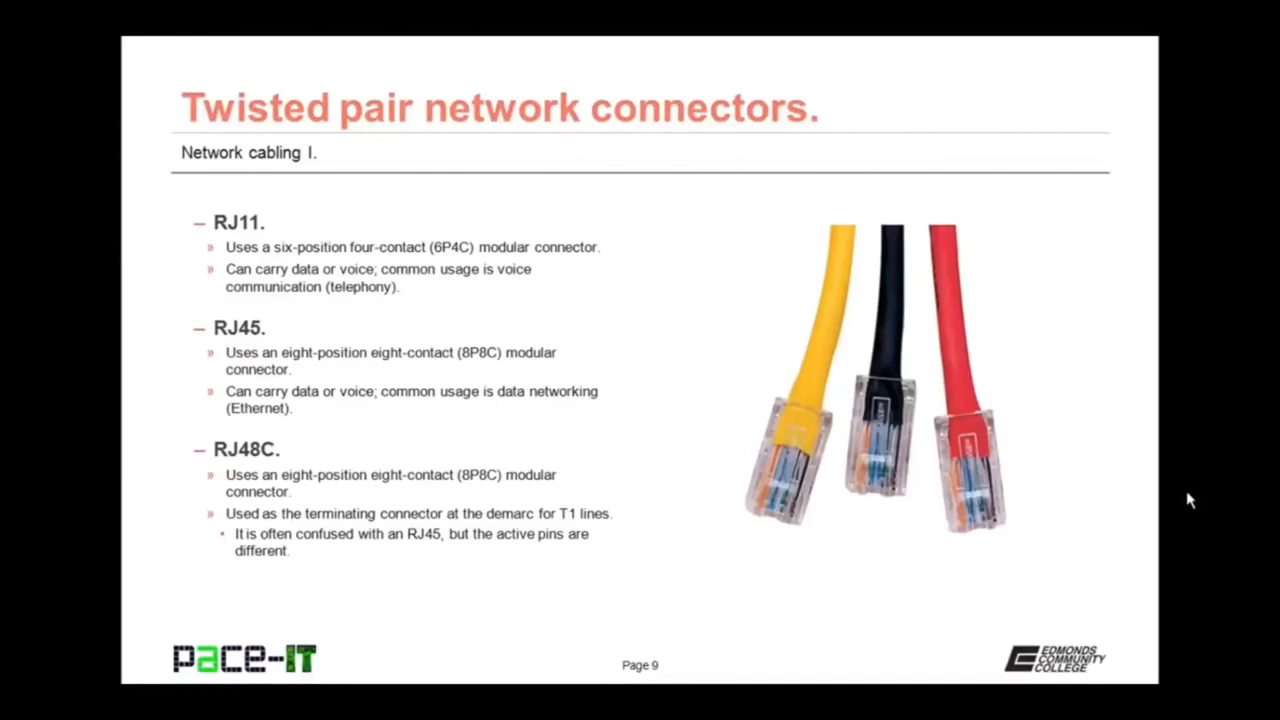 Twisted pair network connectors.
Network cabling I.
– RJ11.
» Uses a six-position four-contact (6P4C) modular connector.
» Can carry data or voice; common usage is voice
communication (telephony).
– RJ45.
» Uses an eight-position eight-contact (8P8C) modular
connector.
» Can carry data or voice; common usage is data networking
(Ethernet).
– RJ48C.
» Uses an eight-position eight-contact (8P8C) modular
connector.
» Used as the terminating connector at the demarc for T1 lines.
• It is often confused with an RJ45, but the active pins are
different.
pace-IT
Page 9
EDMONDS
COMMUNITY
COLLEGE